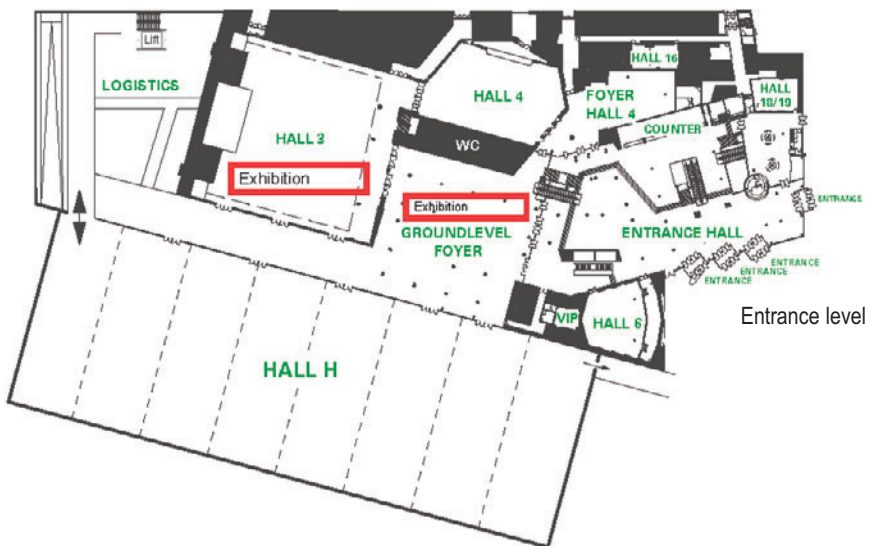 Lift
LOGISTICS
HALL 3
HALL 4
WC
HALL 16
FOYER
HALL 4
HALL
18/19
COUNTER
Exhibition
Exhibition
GROUNDLEVEL
FOYER
ENTRANCE HALL
ENTRANCE
ENTRANCE
ENTRANCE
ENTRANCE
VIP
HALL 6
Entrance level
HALL H